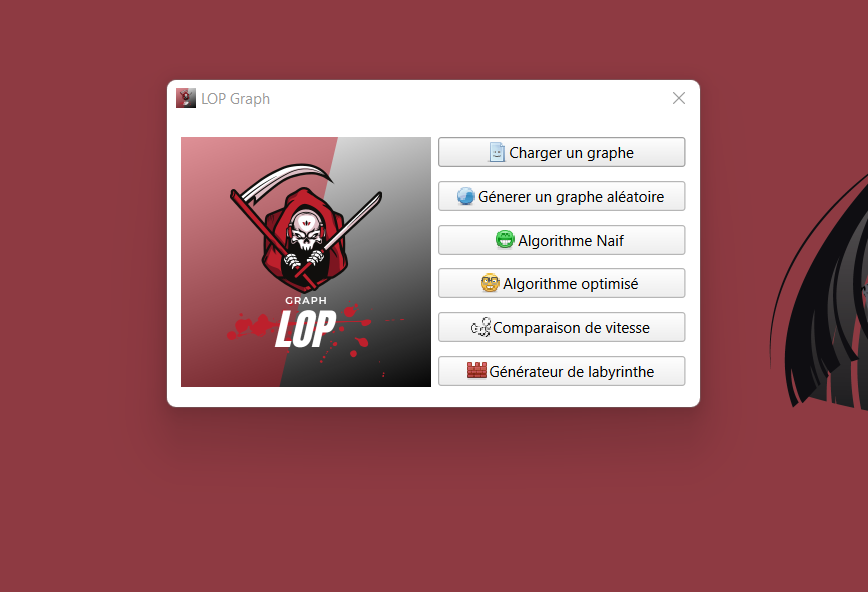 LOP Graph
GRAPH
LOP
Charger un graphe
Génerer un graphe aléatoire
Algorithme Naif
Algorithme optimisé
Comparaison de vitesse
Générateur de labyrinthe